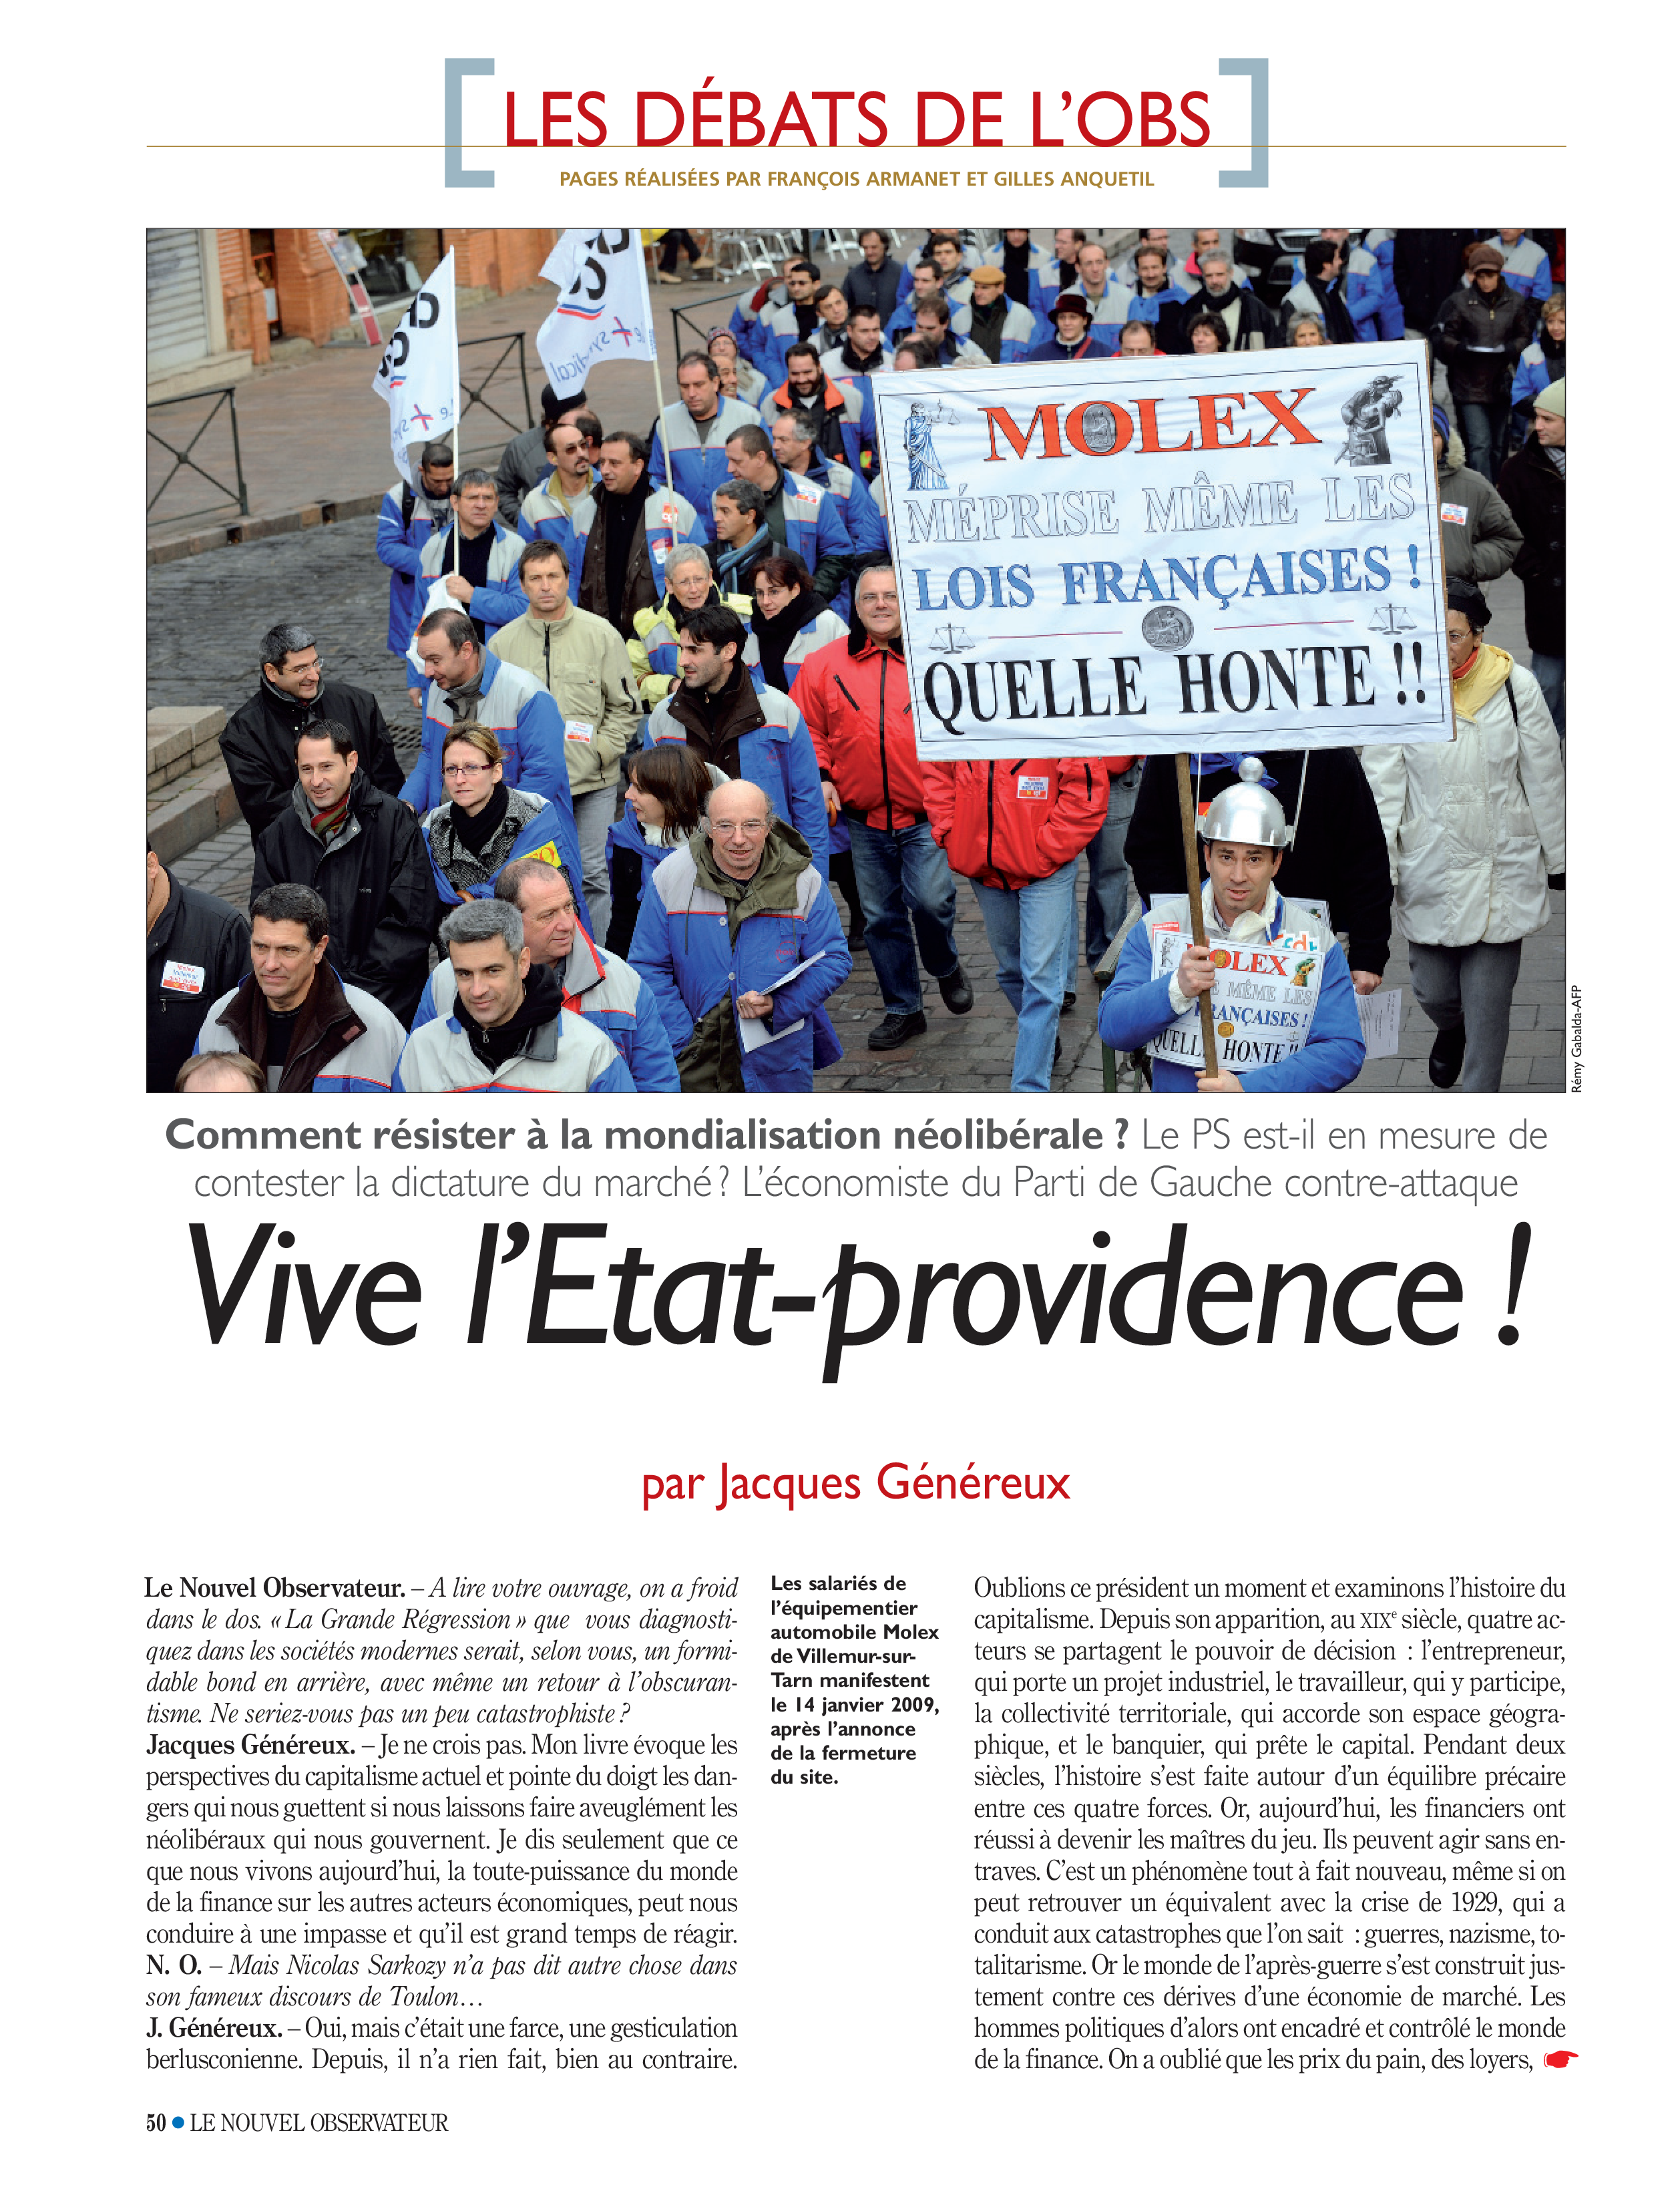 LES DÉBATS DE L’OBS
PAGES RÉALISÉES PAR FRANÇOIS ARMANET ET GILLES ANQUETIL
MOLEX
MÉPRISE MÊME LES
LOIS FRANÇAISES !
QUELLE HONTE !!
MOLEX
MÊME LES
FRANÇAISES !
QUELLE HONTE !!
Rémy Gabalda-AFP
Comment résister à la mondialisation néolibérale ? Le PS est-il en mesure de
contester la dictature du marché ? L’économiste du Parti de Gauche contre-attaque
Vive l’Etat-providence !
par Jacques Généreux
Le Nouvel Observateur. – A lire votre ouvrage, on a froid
dans le dos. « La Grande Régression » que vous diagnosti-
quez dans les sociétés modernes serait, selon vous, un formi-
dable bond en arrière, avec même un retour à l’obscuran-
tisme. Ne seriez-vous pas un peu catastrophiste ?
Jacques Généreux. – Je ne crois pas. Mon livre évoque les
perspectives du capitalisme actuel et pointe du doigt les dan-
gers qui nous guettent si nous laissons faire aveuglément les
néolibéraux qui nous gouvernent. Je dis seulement que ce
que nous vivons aujourd’hui, la toute-puissance du monde
de la finance sur les autres acteurs économiques, peut nous
conduire à une impasse et qu’il est grand temps de réagir.
N. O. – Mais Nicolas Sarkozy n’a pas dit autre chose dans
son fameux discours de Toulon…
J. Généreux. – Oui, mais c’était une farce, une gesticulation
berlusconienne. Depuis, il n’a rien fait, bien au contraire.
Les salariés de
l’équipementier
automobile Molex
de Villemur-sur-
Tarn manifestent
le 14 janvier 2009,
après l’annonce
de la fermeture
du site.
Oublions ce président un moment et examinons l’histoire du
capitalisme. Depuis son apparition, au XIXe siècle, quatre ac-
teurs se partagent le pouvoir de décision : l’entrepreneur,
qui porte un projet industriel, le travailleur, qui y participe,
la collectivité territoriale, qui accorde son espace géogra-
phique, et le banquier, qui prête le capital. Pendant deux
siècles, l’histoire s’est faite autour d’un équilibre précaire
entre ces quatre forces. Or, aujourd’hui, les financiers ont
réussi à devenir les maîtres du jeu. Ils peuvent agir sans en-
traves. C’est un phénomène tout à fait nouveau, même si on
peut retrouver un équivalent avec la crise de 1929, qui a
conduit aux catastrophes que l’on sait : guerres, nazisme, to-
talitarisme. Or le monde de l’après-guerre s’est construit jus-
tement contre ces dérives d’une économie de marché. Les
hommes politiques d’alors ont encadré et contrôlé le monde
de la finance. On a oublié que les prix du pain, des loyers,
50 • LE NOUVEL OBSERVATEUR